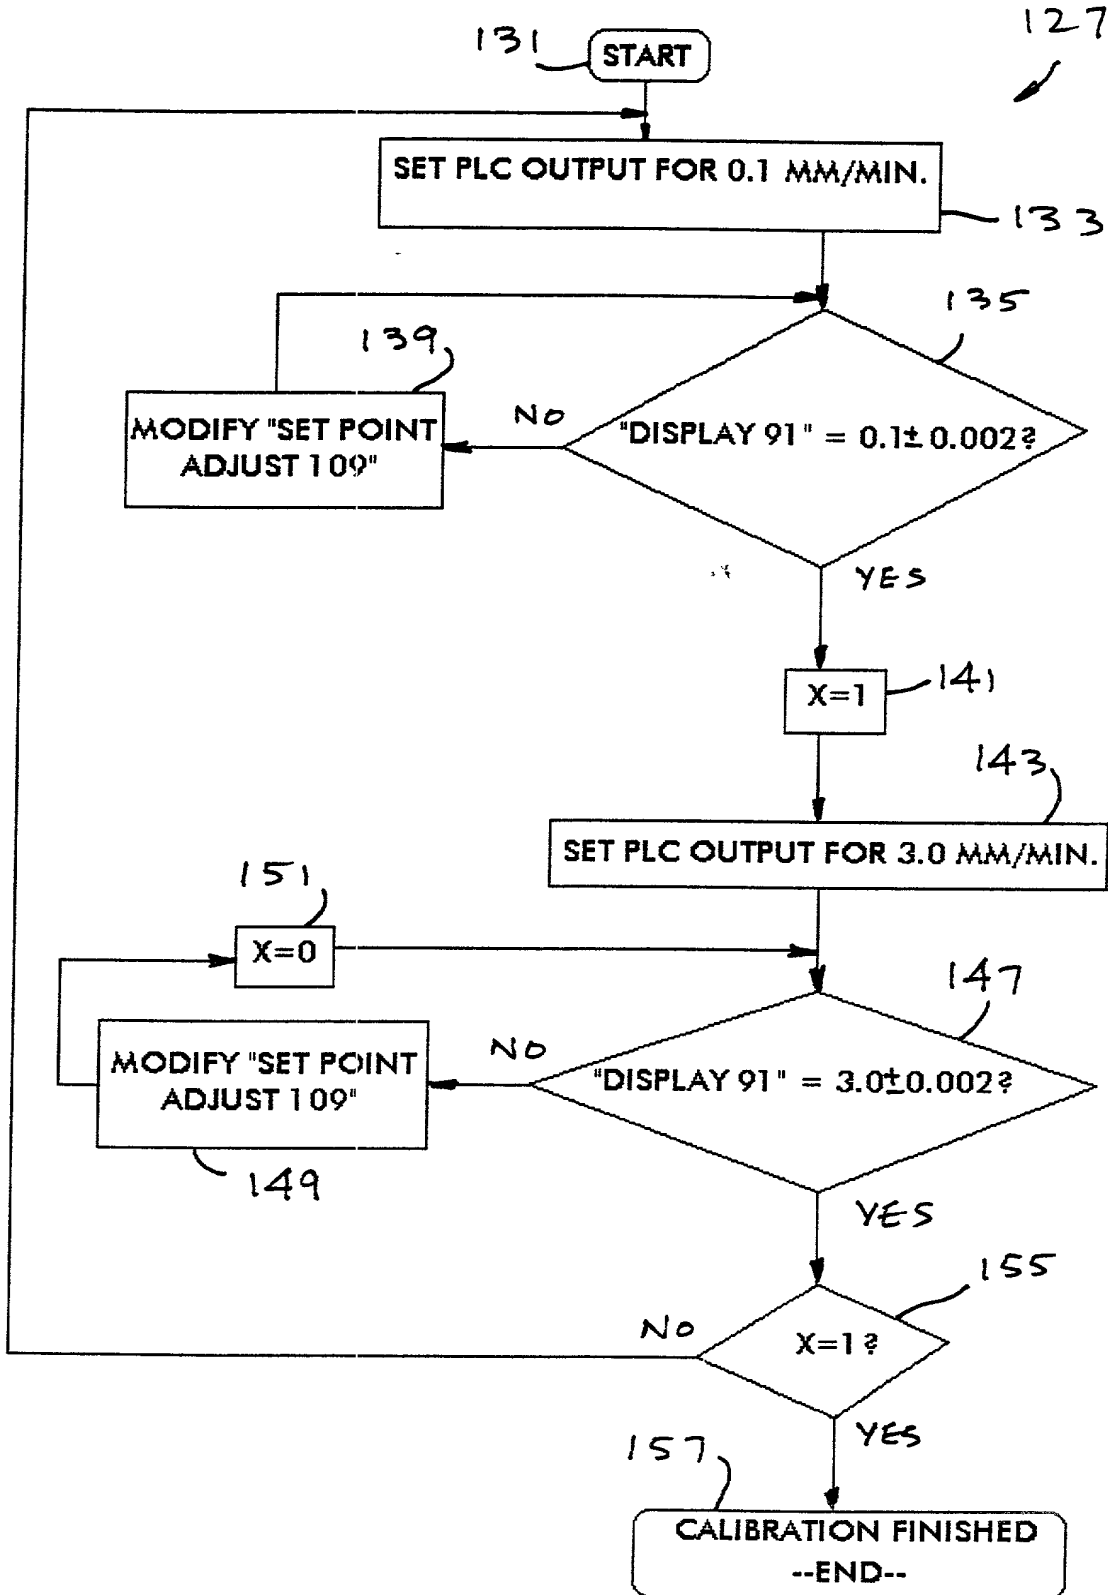 127
131
START
SET PLC OUTPUT FOR 0.1 MM/MIN.
133
135
139
NO
MODIFY "SET POINT
ADJUST 109"
"DISPLAY 91" = 0.1± 0.002?
YES
X=1
141
143
SET PLC OUTPUT FOR 3.0 MM/MIN.
151
X=0
147
NO
MODIFY "SET POINT
ADJUST 109"
"DISPLAY 91" = 3.0±0.002?
149
YES
155
NO
X=1?
YES
157
CALIBRATION FINISHED
--END--